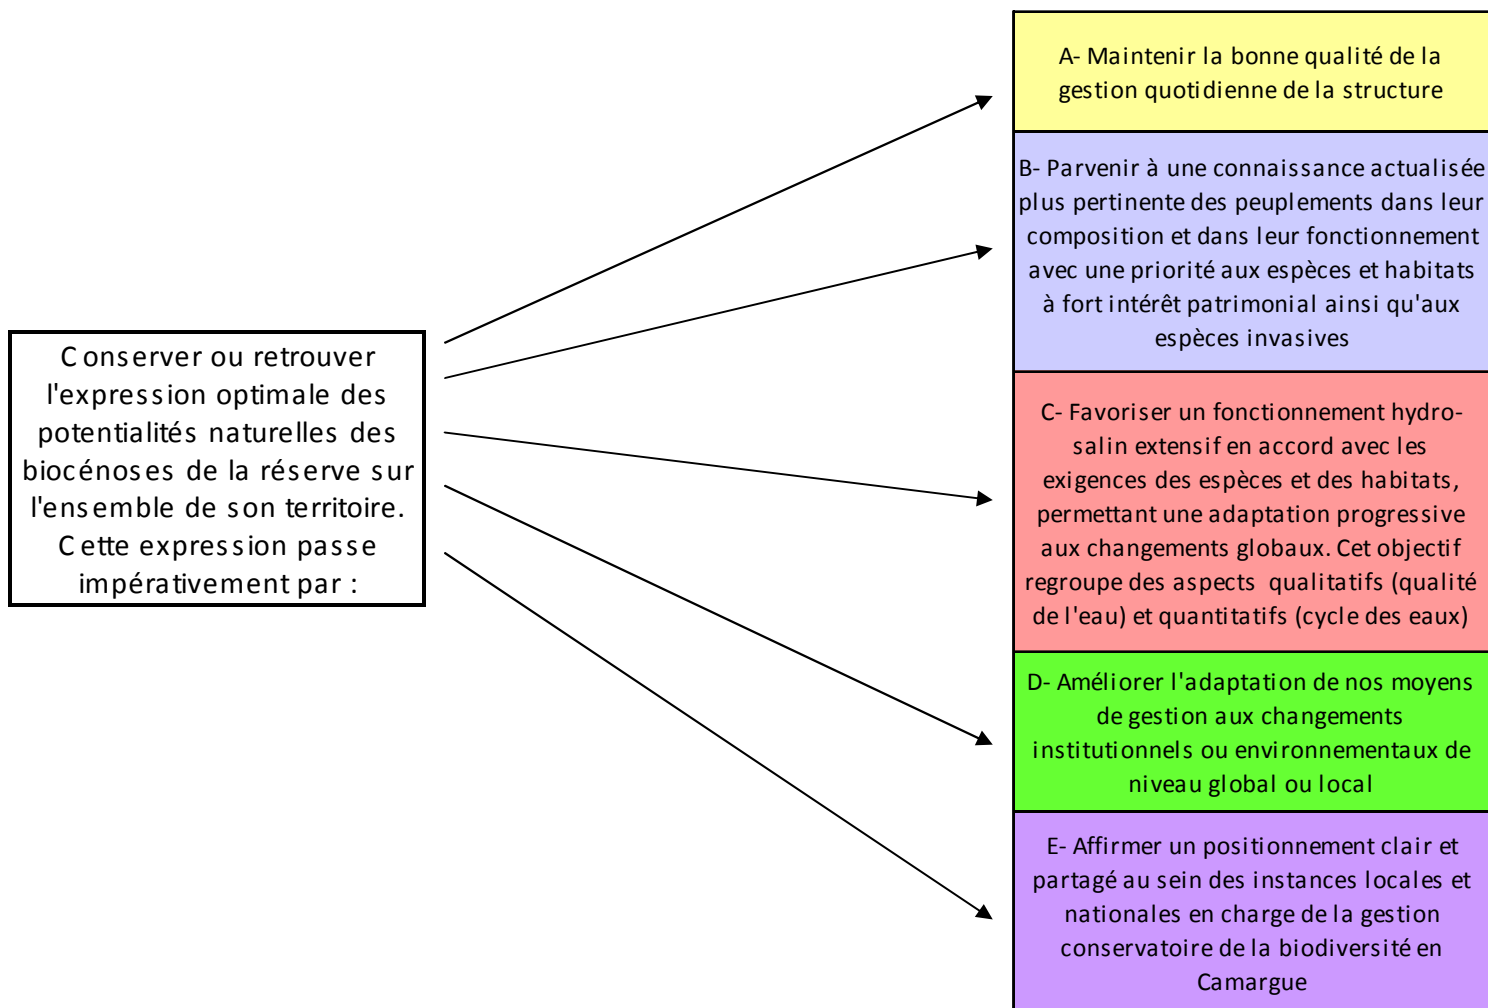 Conserver ou retrouver
l'expression optimale des
potentialités naturelles des
biocénoses de la réserve sur
l'ensemble de son territoire.
Cette expression passe
impérativement par :
A- Maintenir la bonne qualité de la
gestion quotidienne de la structure
B- Parvenir à une connaissance actualisée
plus pertinente des peuplements dans leur
composition et dans leur fonctionnement
avec une priorité aux espèces et habitats
à fort intérêt patrimonial ainsi qu'aux
espèces invasives
C- Favoriser un fonctionnement hydro-
salin extensif en accord avec les
exigences des espèces et des habitats,
permettant une adaptation progressive
aux changements globaux. Cet objectif
regroupe des aspects qualitatifs (qualité
de l'eau) et quantitatifs (cycle des eaux)
D- Améliorer l'adaptation de nos moyens
de gestion aux changements
institutionnels ou environnementaux de
niveau global ou local
E- Affirmer un positionnement clair et
partagé au sein des instances locales et
nationales en charge de la gestion
conservatoire de la biodiversité en
Camargue